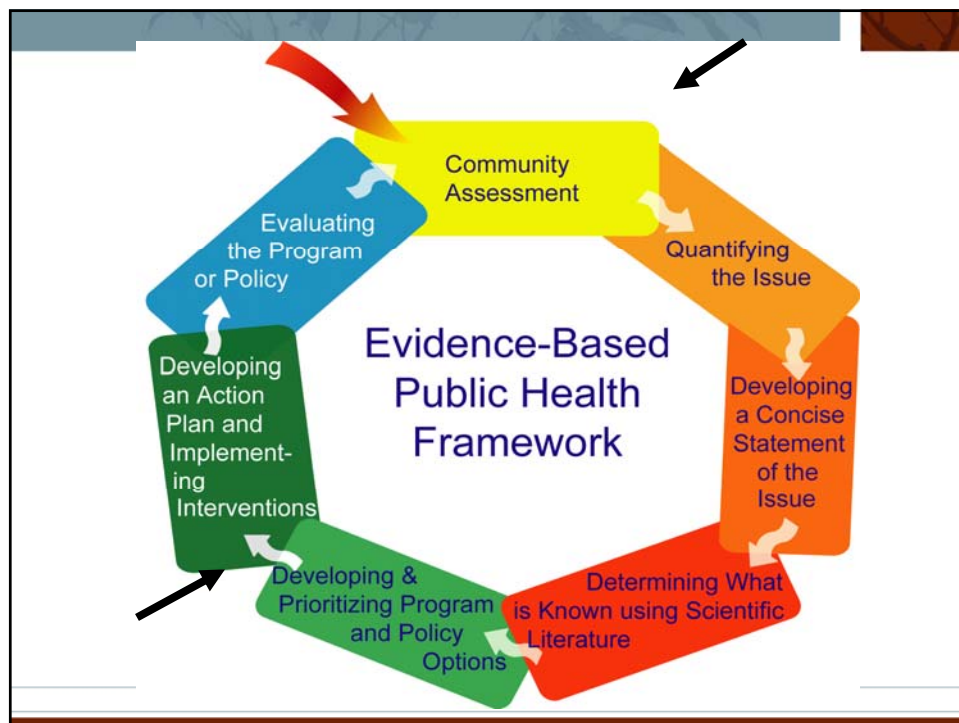 Community
Assessment
Quantifying
the Issue
Developing
a Concise
Statement
of the
Issue
Determining What
is Known using Scientific
Literature
Developing &
Prioritizing Program
and Policy
Options
Developing
an Action
Plan and
Implement-
ing
Interventions
Evaluating
the Program
or Policy
Evidence-Based
Public Health
Framework